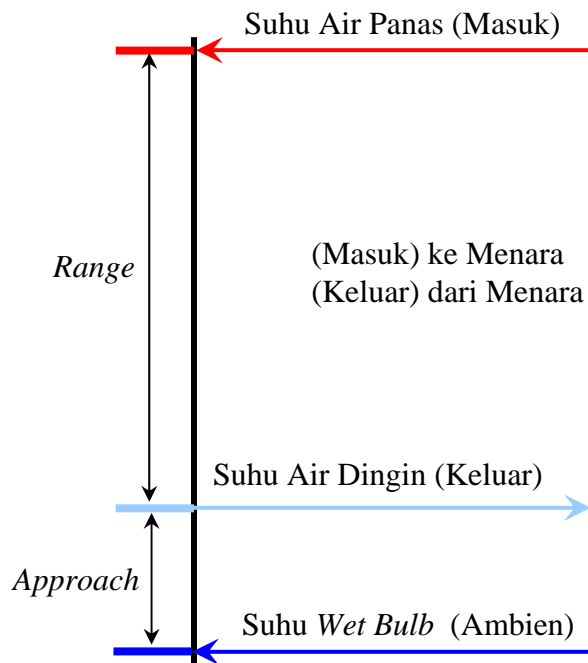 Suhu Air Panas (Masuk)
Range
(Masuk) ke Menara
(Keluar) dari Menara
Suhu Air Dingin (Keluar)
Approach
Suhu Wet Bulb (Ambien)